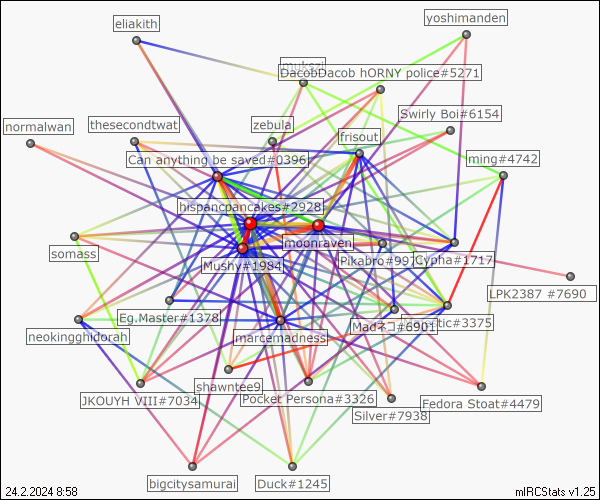 eliakith
yoshimanden
jmukszi
DacobDacob hORNY police#5271
Swirly Boi#6154
normalwan
thesecondtwat
zebula
frisout
Can anything be saved#0396
ming#4742
hispancpancakes#2928
moonraven
somass
Mushy#1984
Pikabro#997
Cypha#1717
LPK2387 #7690
Eg.Master#1378
neokingghidorah
marcemadness
Madネコ#6901
#3375
shawntee9
JKOUYH VIII#7034
Pocket Persona#3326
Fedora Stoat#4479
Silver#7938
bigcitysamurai
Duck#1245
24.2.2024 8:58
mIRCStats v1.25